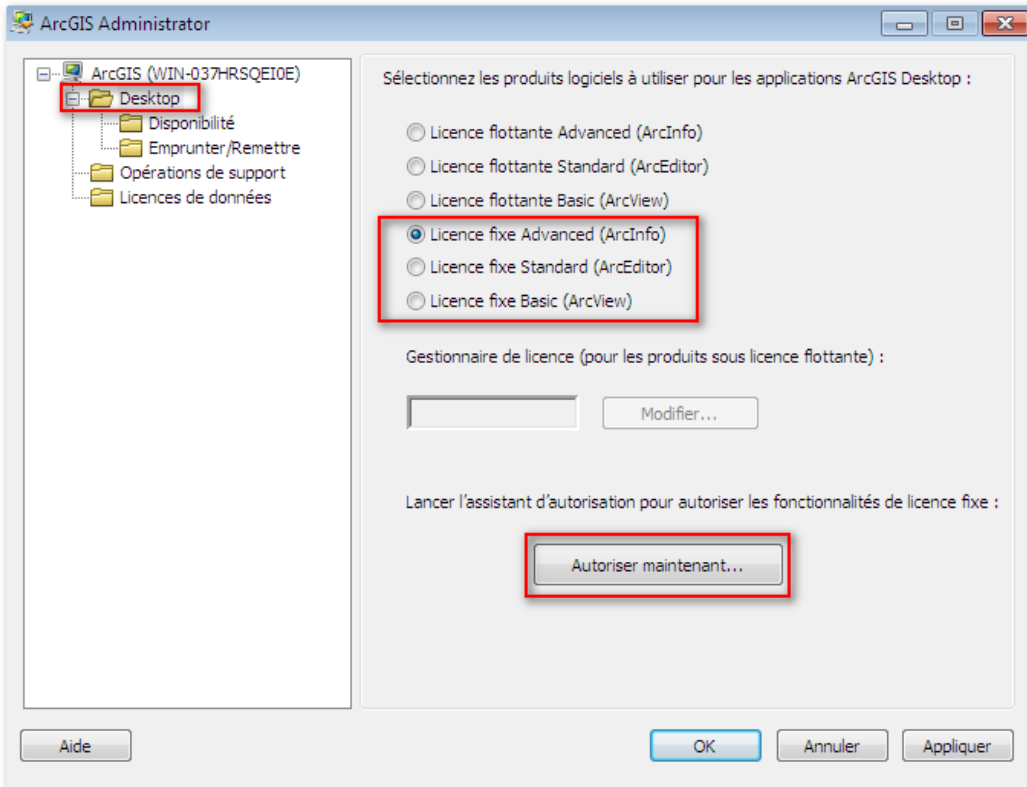 ArcGIS Administrator
ArcGIS (WIN-037HRSQEI0E)
Desktop
Disponibilité
Emprunter/Remettre
Opérations de support
Licences de données
Sélectionnez les produits logiciels à utiliser pour les applications ArcGIS Desktop :
Licence flottante Advanced (ArcInfo)
Licence flottante Standard (ArcEditor)
Licence flottante Basic (ArcView)
Licence fixe Advanced (ArcInfo)
Licence fixe Standard (ArcEditor)
Licence fixe Basic (ArcView)
Gestionnaire de licence (pour les produits sous licence flottante) :
Modifier...
Lancer l'assistant d'autorisation pour autoriser les fonctionnalités de licence fixe :
Autoriser maintenant...
Aide
OK
Annuler
Appliquer